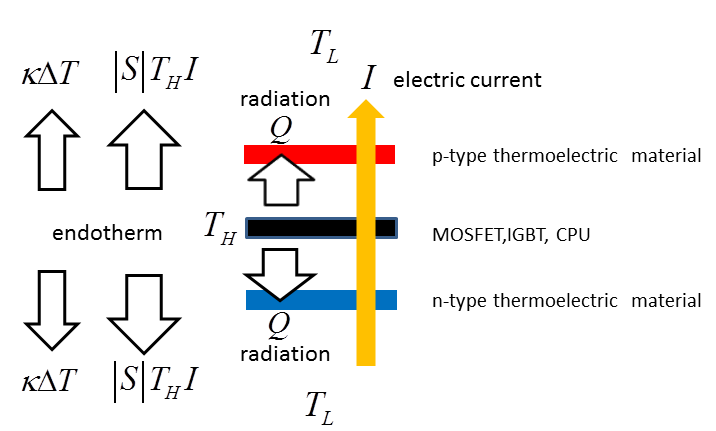 T_L
κΔT |S|T_H I I electric current
radiation
Q
p-type thermoelectric material
endotherm T_H MOSFET,IGBT, CPU
n-type thermoelectric material
Q
radiation
κΔT |S|T_H I
T_L